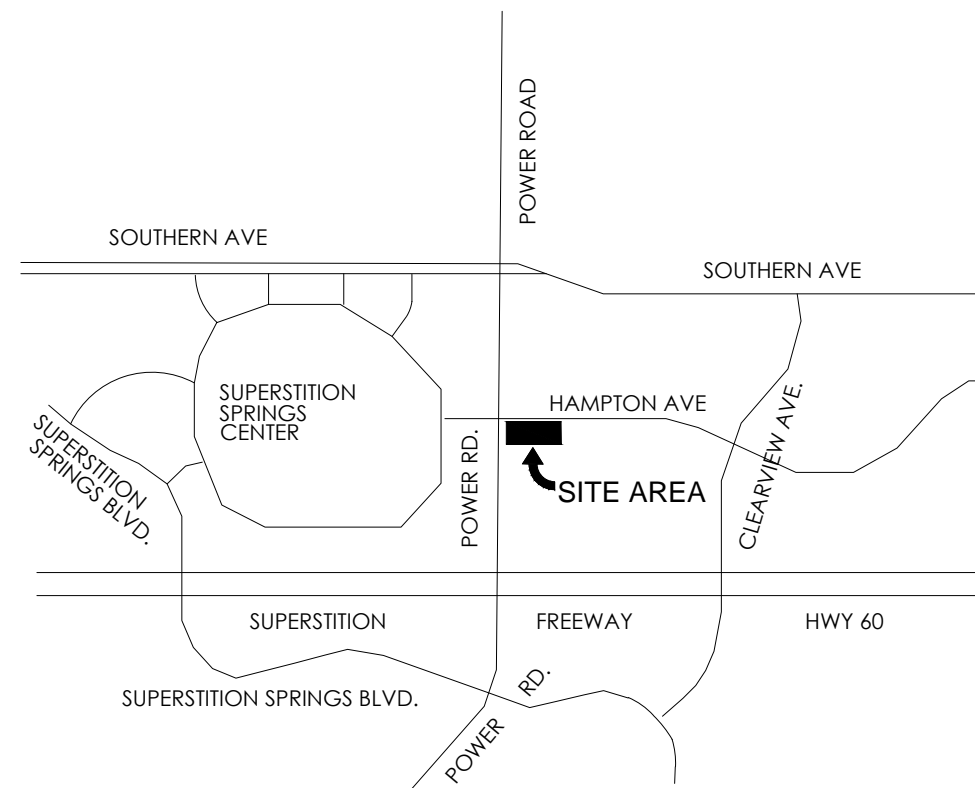 POWER ROAD
SOUTHERN AVE
SOUTHERN AVE
SUPERSTITION
SPRINGS
CENTER
HAMPTON AVE
SUPERSTITION
SPRINGS BLVD.
POWER RD.
SITE AREA
CLEARVIEW AVE.
SUPERSTITION
FREEWAY
HWY 60
SUPERSTITION SPRINGS BLVD.
POWER RD.